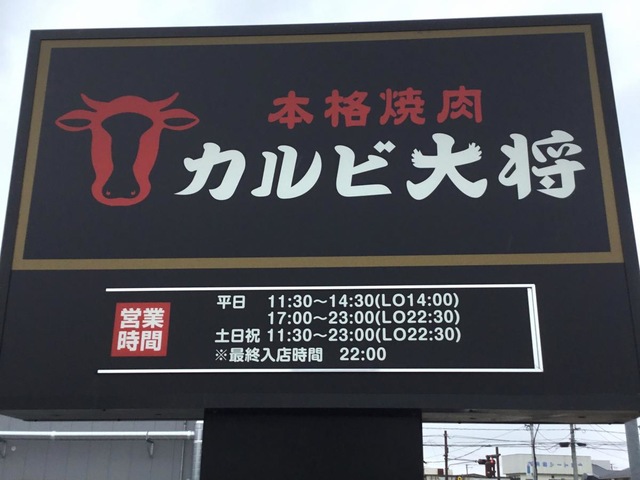 本格焼肉
カルビ大将
営業
時間
平日 11:30～14:30(LO14:00)
17:00～23:00(LO22:30)
土日祝 11:30～23:00(LO22:30)
※最終入店時間 22:00